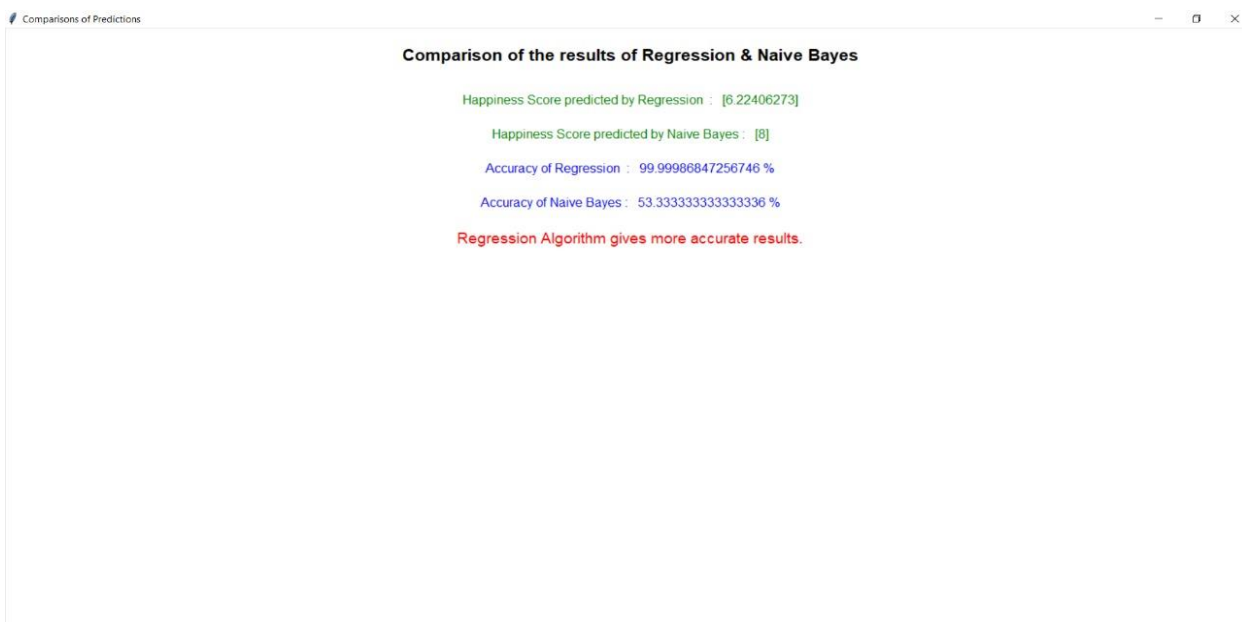 Comparisons of Predictions
Comparison of the results of Regression & Naive Bayes
Happiness Score predicted by Regression : [6.22406273]
Happiness Score predicted by Naive Bayes : [8]
Accuracy of Regression : 99.99986847256746 %
Accuracy of Naive Bayes : 53.333333333333336 %
Regression Algorithm gives more accurate results.